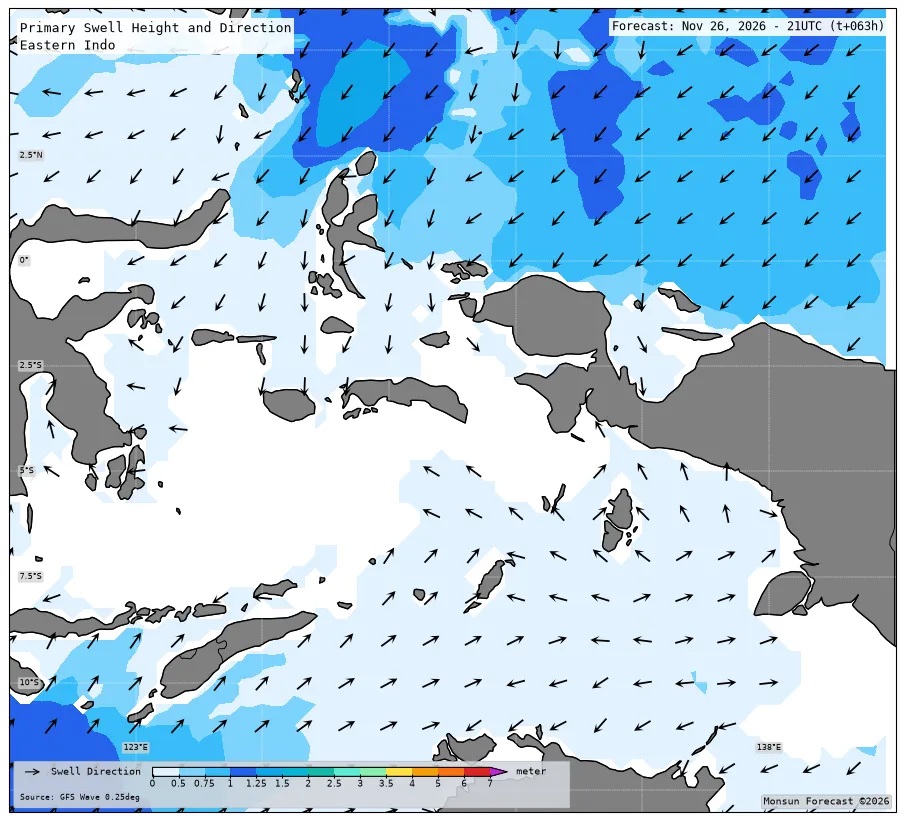 Primary Swell Height and Direction
Eastern Indo
Forecast: Nov 26, 2026 - 21UTC (t+063h)
2.5°N
0°
2.5°S
5°S
7.5°S
10°S
123°E
138°E
Swell Direction
meter
0 0.5 0.75 1 1.25 1.5 2 2.5 3 3.5 4 5 6 7
Source: GFS Wave 0.25deg
Monsun Forecast ©2026